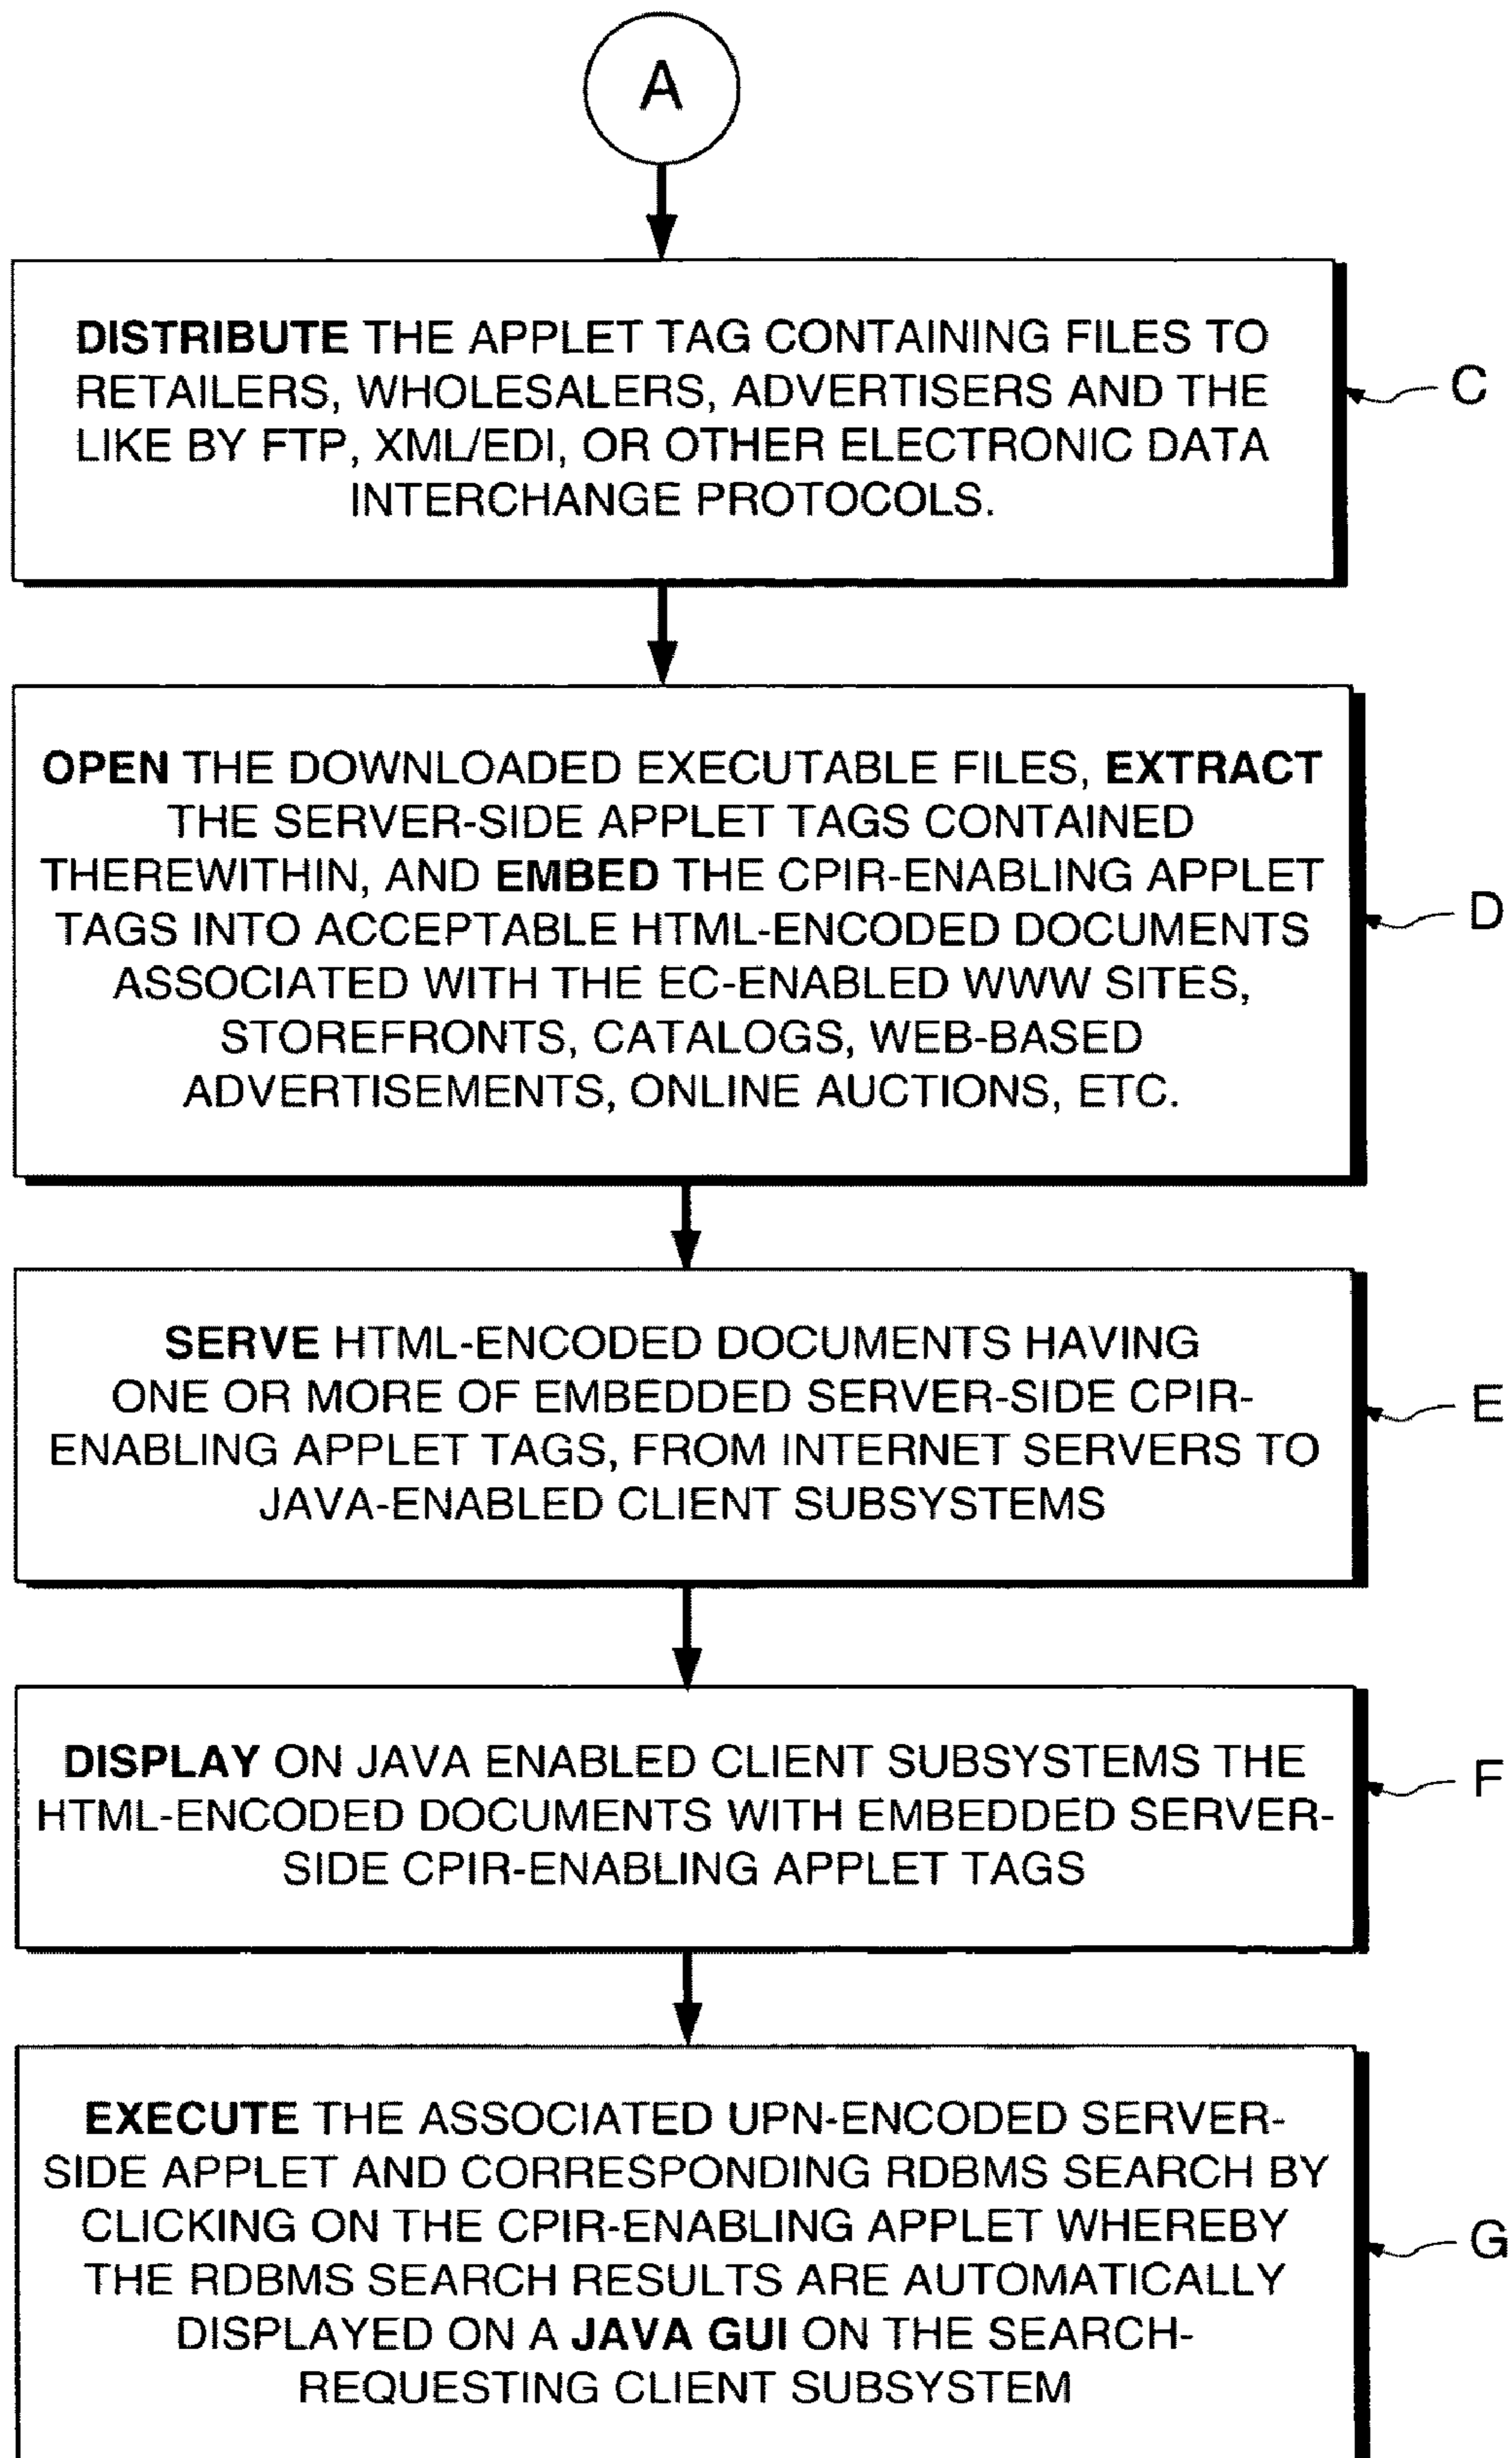 A
DISTRIBUTE THE APPLET TAG CONTAINING FILES TO
RETAILERS, WHOLESALERS, ADVERTISERS AND THE
LIKE BY FTP, XML/EDI, OR OTHER ELECTRONIC DATA
INTERCHANGE PROTOCOLS.
C
OPEN THE DOWNLOADED EXECUTABLE FILES, EXTRACT
THE SERVER-SIDE APPLET TAGS CONTAINED
THEREWITHIN, AND EMBED THE CPIR-ENABLING APPLET
TAGS INTO ACCEPTABLE HTML-ENCODED DOCUMENTS
ASSOCIATED WITH THE EC-ENABLED WWW SITES,
STOREFRONTS, CATALOGS, WEB-BASED
ADVERTISEMENTS, ONLINE AUCTIONS, ETC.
D
SERVE HTML-ENCODED DOCUMENTS HAVING
ONE OR MORE OF EMBEDDED SERVER-SIDE CPIR-
ENABLING APPLET TAGS, FROM INTERNET SERVERS TO
JAVA-ENABLED CLIENT SUBSYSTEMS
E
DISPLAY ON JAVA ENABLED CLIENT SUBSYSTEMS THE
HTML-ENCODED DOCUMENTS WITH EMBEDDED SERVER-
SIDE CPIR-ENABLING APPLET TAGS
F
EXECUTE THE ASSOCIATED UPN-ENCODED SERVER-
SIDE APPLET AND CORRESPONDING RDBMS SEARCH BY
CLICKING ON THE CPIR-ENABLING APPLET WHEREBY
THE RDBMS SEARCH RESULTS ARE AUTOMATICALLY
DISPLAYED ON A JAVA GUI ON THE SEARCH-
REQUESTING CLIENT SUBSYSTEM
G